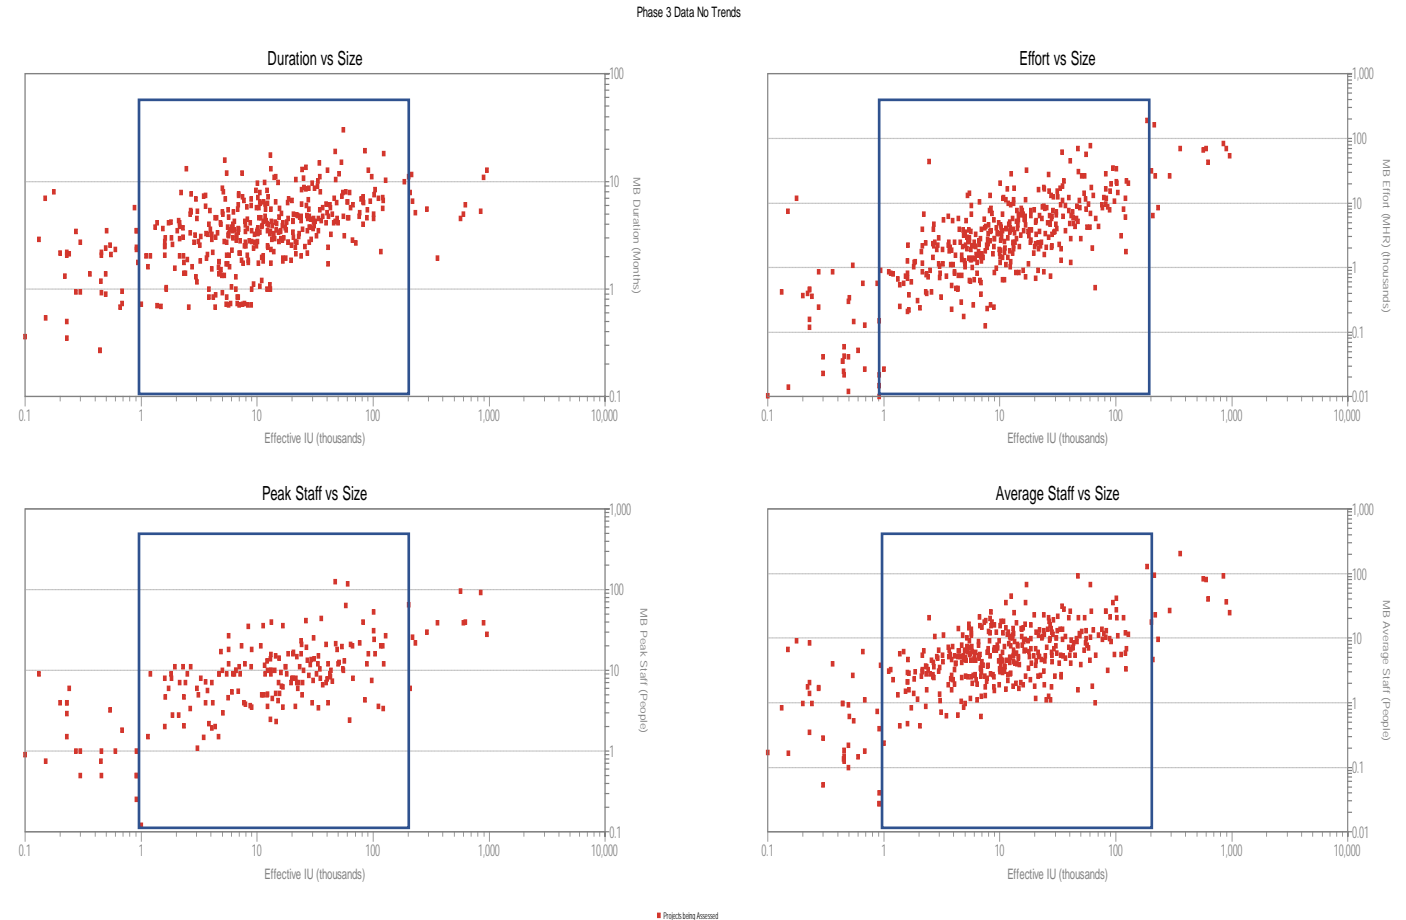 Phase 3 Data No Trends
Duration vs Size
100
10
1
0.1
MB Duration (Months)
0.1 1 10 100 1,000 10,000
Effective IU (thousands)
Effort vs Size
1,000
100
10
1
0.1
0.01
MB Effort (MHR) (thousands)
0.1 1 10 100 1,000 10,000
Effective IU (thousands)
Peak Staff vs Size
1,000
100
10
1
0.1
MB Peak Staff (People)
0.1 1 10 100 1,000 10,000
Effective IU (thousands)
Average Staff vs Size
1,000
100
10
1
0.1
0.01
MB Average Staff (People)
0.1 1 10 100 1,000 10,000
Effective IU (thousands)
Projects being Assessed